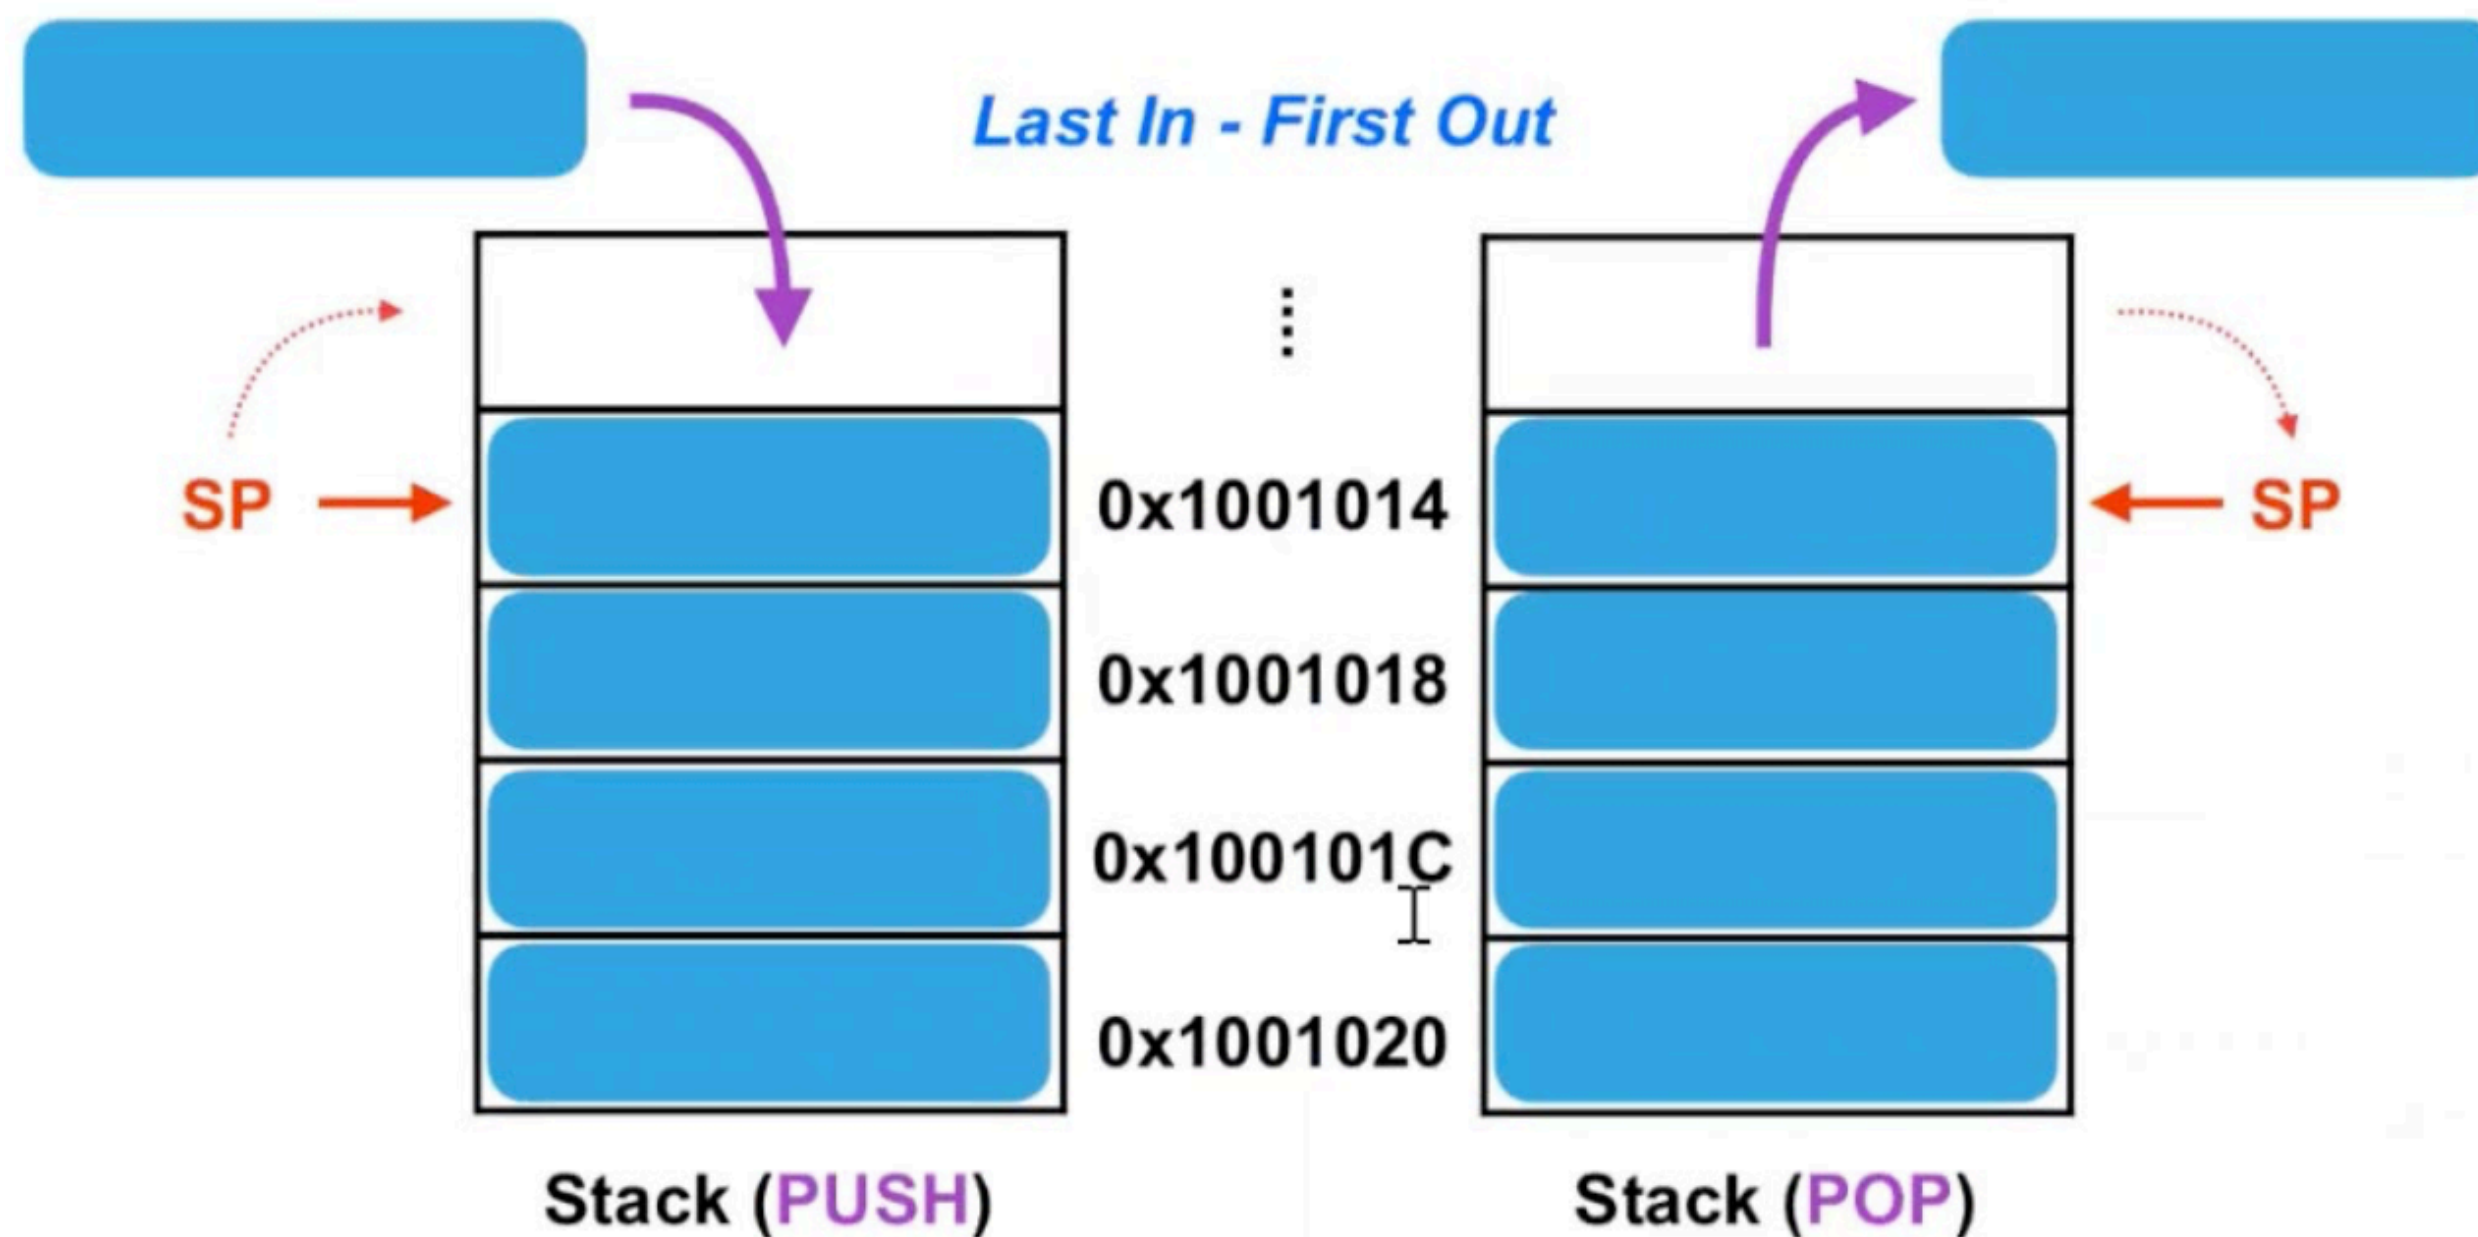 Last In - First Out
SP
0x1001014
SP
0x1001018
0x100101C
0x1001020
Stack (PUSH)
Stack (POP)